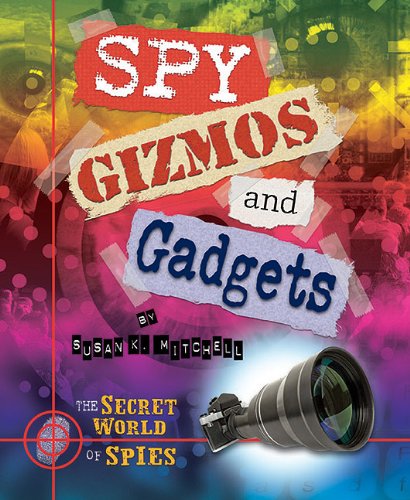 SPY
GIZMOS
and
Gadgets
BY
SUSAN K. MITCHELL
THE SECRET
WORLD
OF SPIES